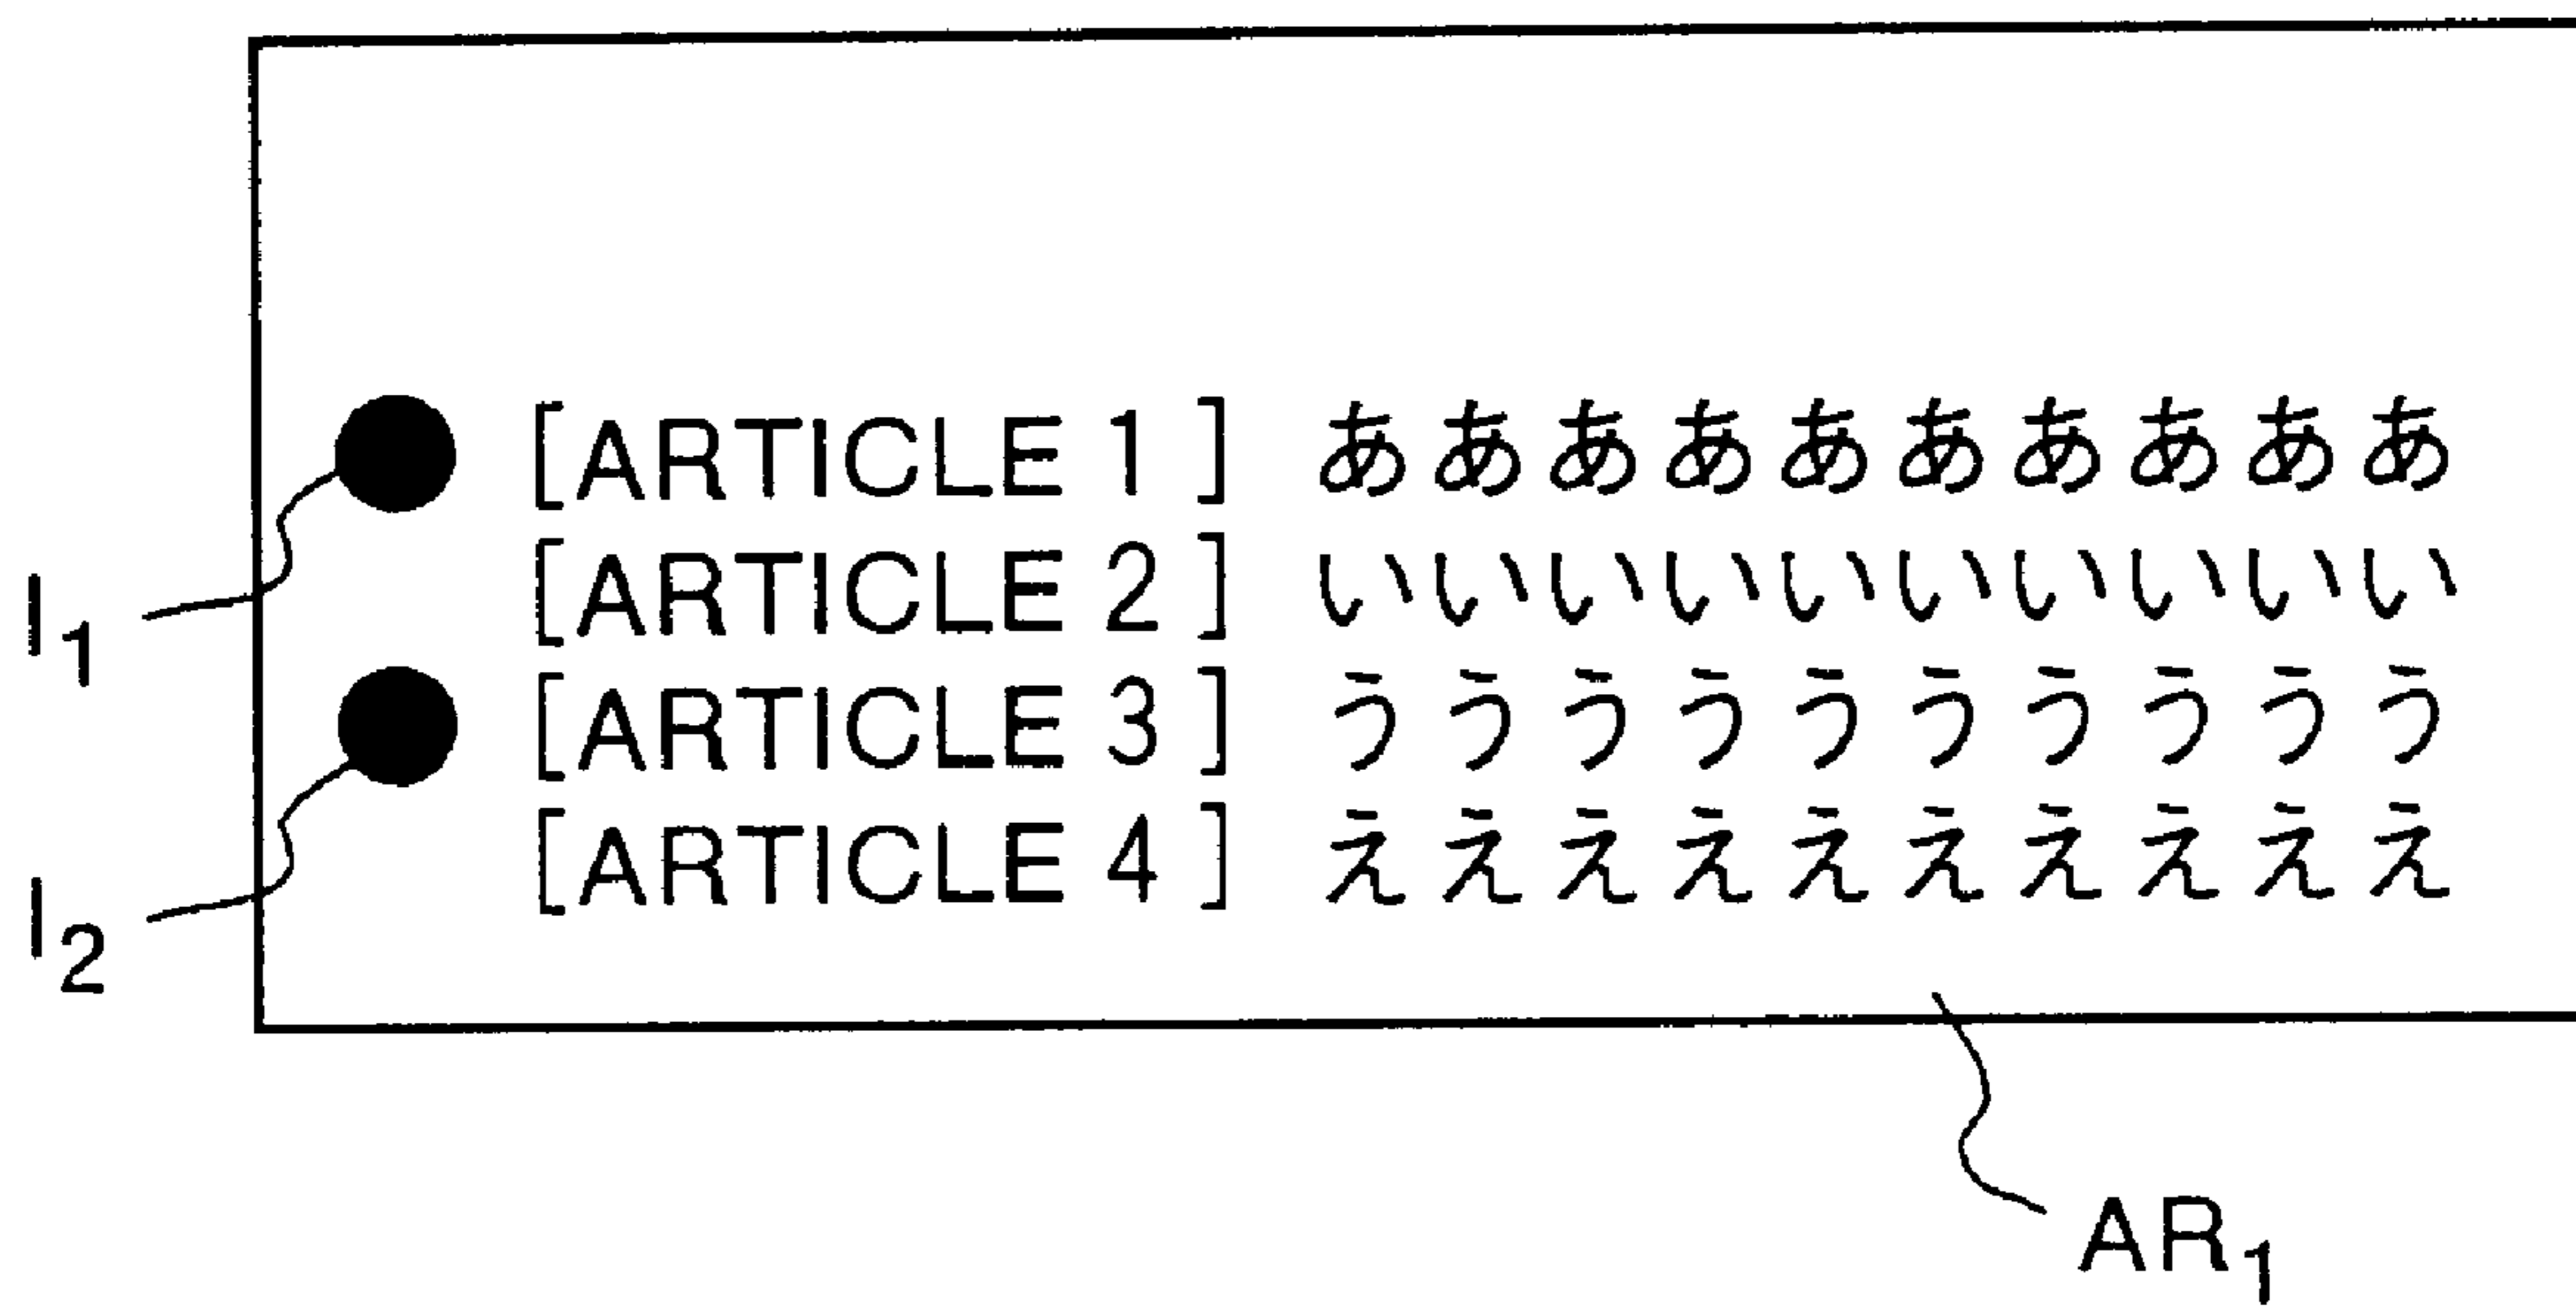 [ARTICLE 1] ああああああああああ
[ARTICLE 2] いいいいいいいいいい
[ARTICLE 3] うううううううううう
[ARTICLE 4] ええええええええええ
I1
I2
AR1